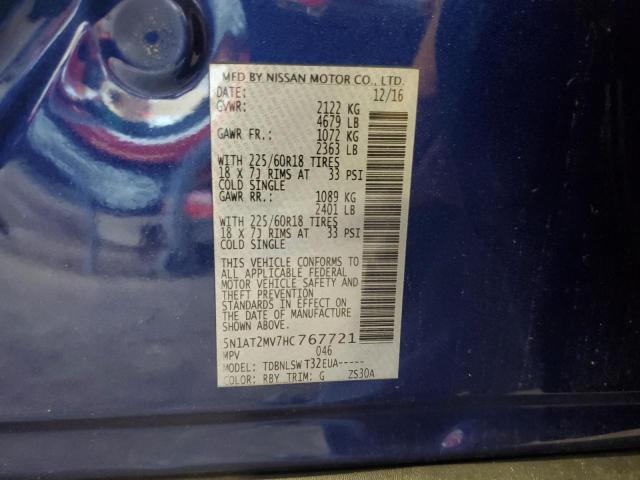 MFD BY NISSAN MOTOR CO., LTD.
DATE: 12/16
GVWR: 2122 KG
4679 LB
GAWR FR.: 1072 KG
2363 LB
WITH 225/60R18 TIRES
18 X 7J RIMS AT 33 PSI
COLD SINGLE
GAWR RR.: 1089 KG
2401 LB
WITH 225/60R18 TIRES
18 X 7J RIMS AT 33 PSI
COLD SINGLE
THIS VEHICLE CONFORMS TO
ALL APPLICABLE FEDERAL
MOTOR VEHICLE SAFETY AND
THEFT PREVENTION
STANDARDS IN EFFECT ON
THE DATE OF MANUFACTURE
SHOWN ABOVE.
5N1AT2MV7HC767721
MPV 046
MODEL: TDBNLSW T32EUA-----
COLOR: RBY TRIM: G ZS30A